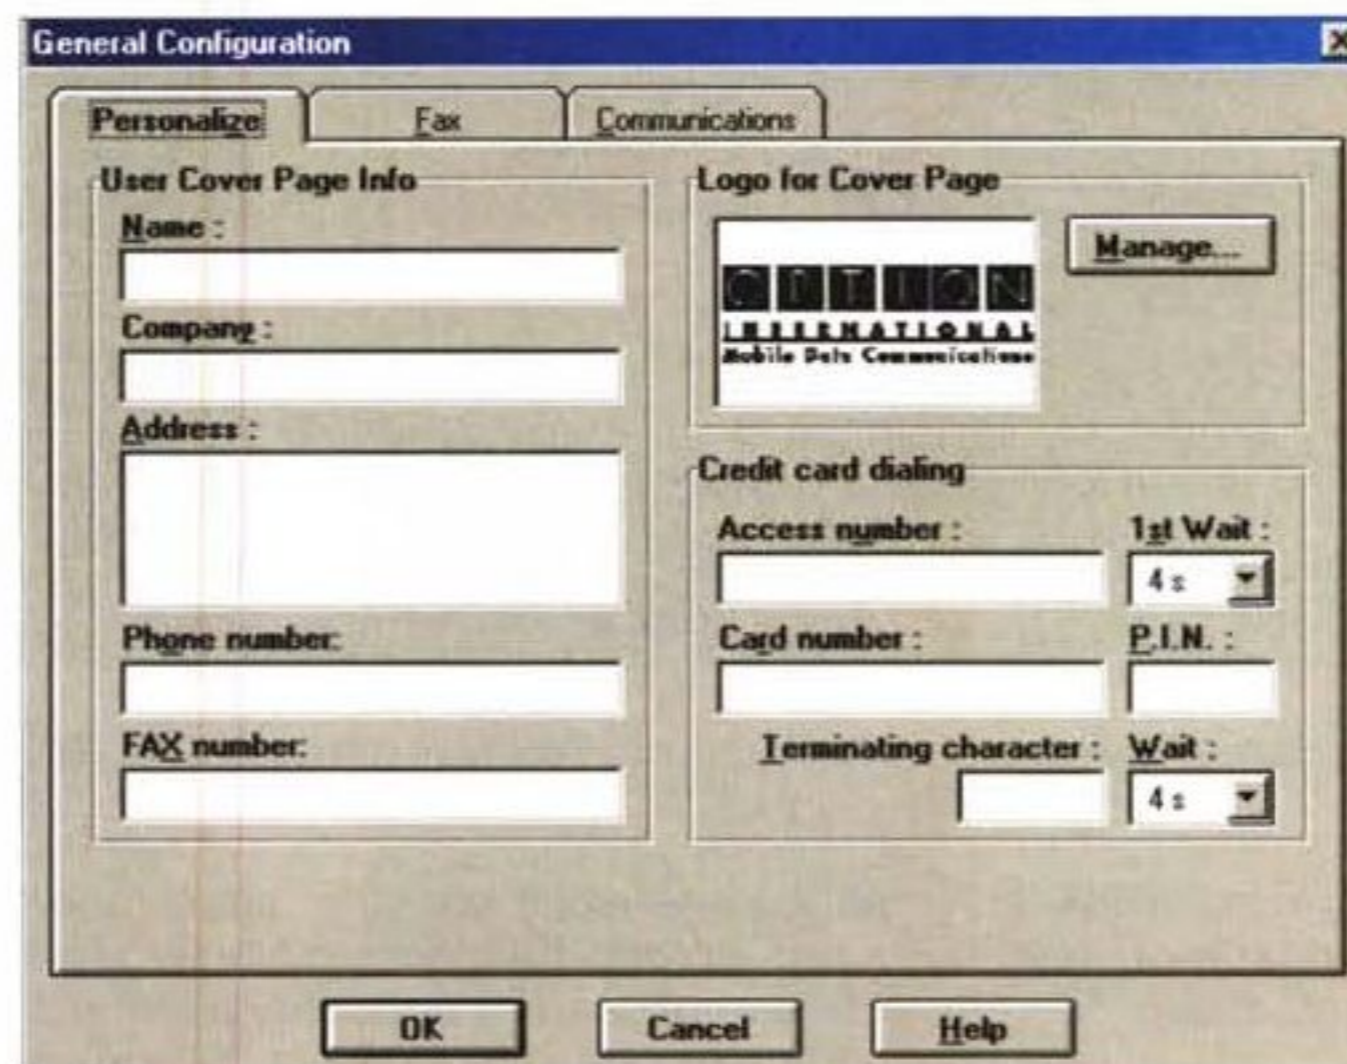 General Configuration
Personalize
Fax
Communications
User Cover Page Info
Name :
Company :
Address :
Phone number:
FAX number:
Logo for Cover Page
INTERNATIONAL
Mobile Data Communications
Manage...
Credit card dialing
Access number :
1st Wait :
4 s
Card number :
P.I.N. :
Terminating character :
Wait :
4 s
OK
Cancel
Help